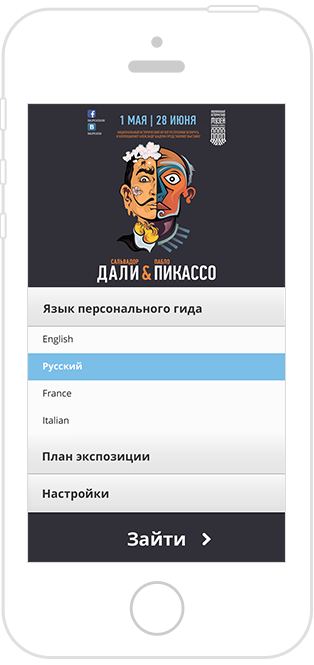 1 МАЯ | 28 ИЮНЯ
САЛЬВАДОР ПАБЛО
ДАЛИ & ПИКАССО
Язык персонального гида
English
Русский
France
Italian
План экспозиции
Настройки
Зайти